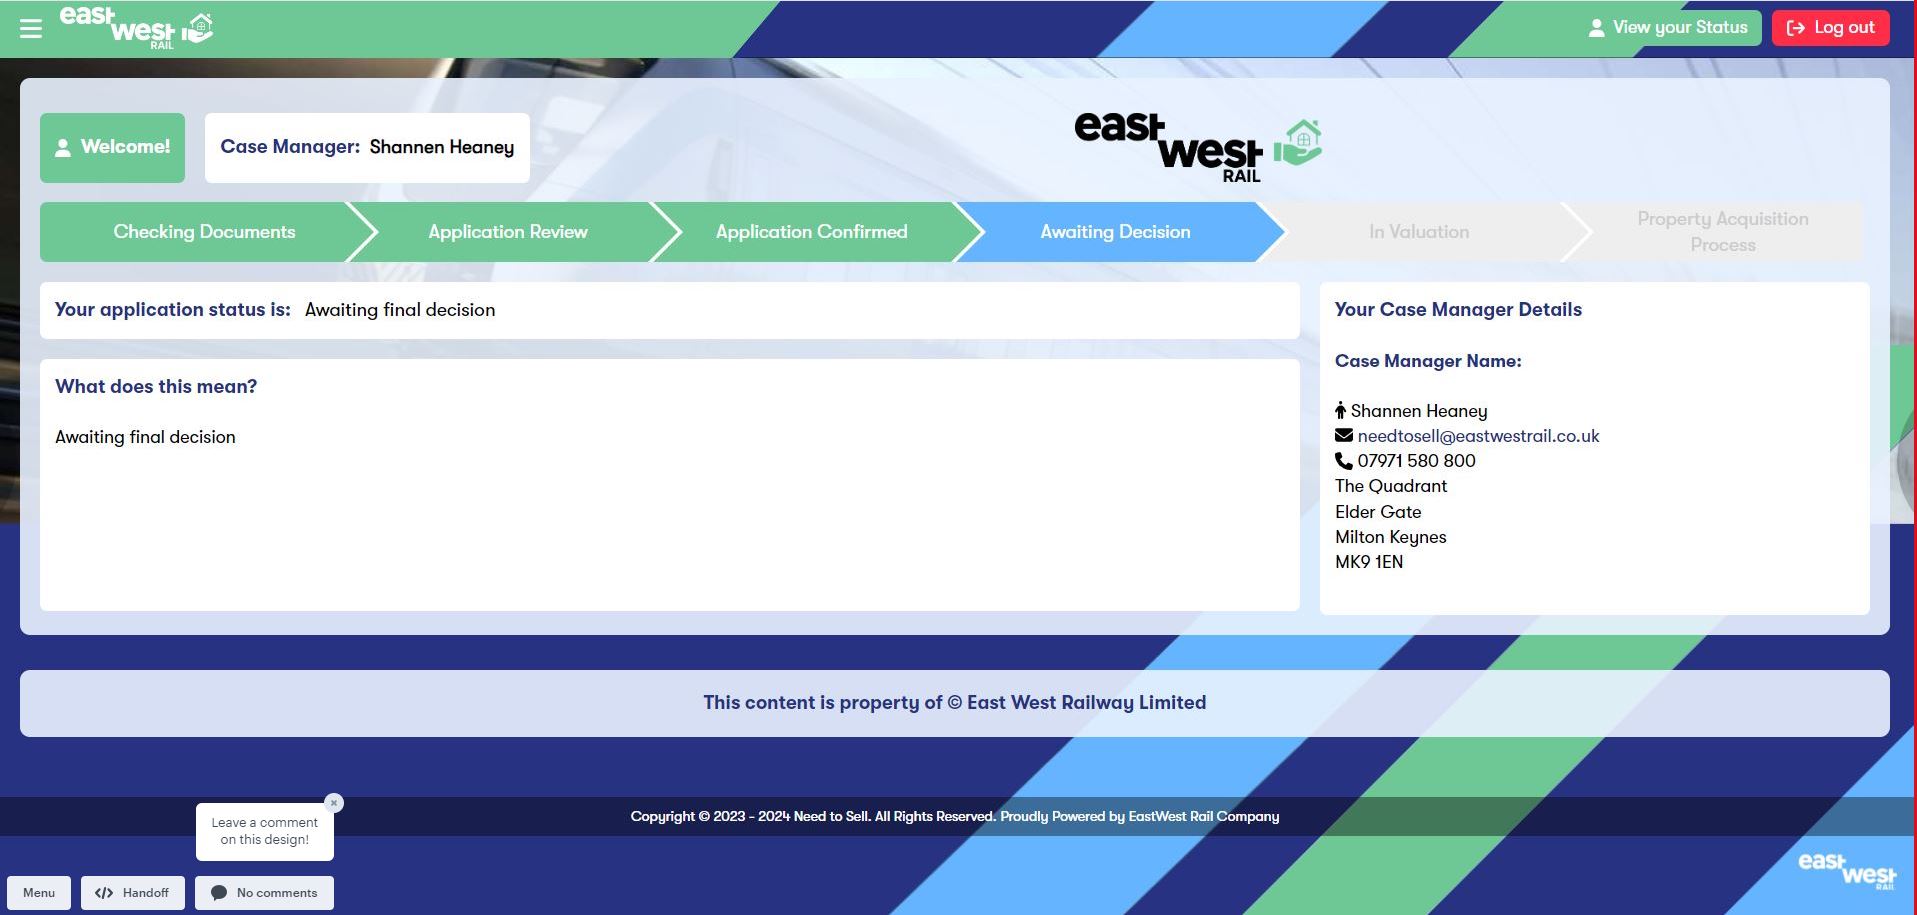 east
west
RAIL
View your Status
Log out
Welcome!
Case Manager: Shannen Heaney
east
west
RAIL
Checking Documents
Application Review
Application Confirmed
Awaiting Decision
In Valuation
Property Acquisition
Process
Your application status is: Awaiting final decision
What does this mean?
Awaiting final decision
Your Case Manager Details
Case Manager Name:
Shannen Heaney
needtosell@eastwestrail.co.uk
07971 580 800
The Quadrant
Elder Gate
Milton Keynes
MK9 1EN
This content is property of © East West Railway Limited
Leave a comment
on this design!
Copyright © 2023 - 2024 Need to Sell. All Rights Reserved. Proudly Powered by EastWest Rail Company
east
west
RAIL
Menu
Handoff
No comments